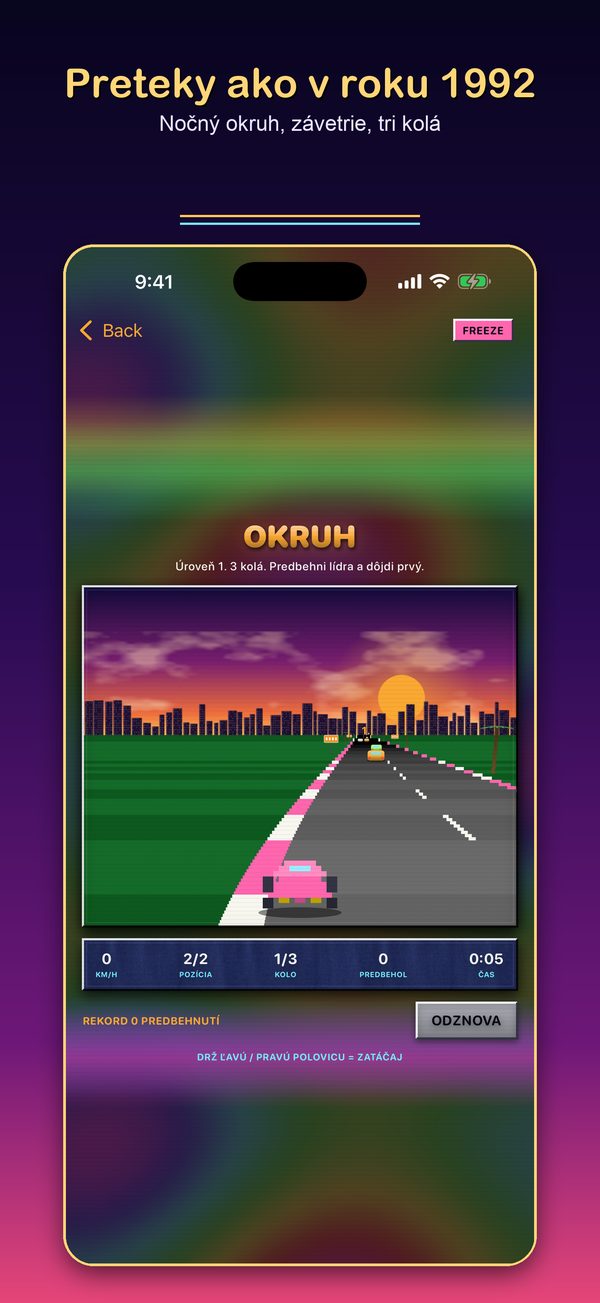 Preteky ako v roku 1992
Nočný okruh, závetrie, tri kolá
9:41
Back
FREEZE
OKRUH
Úroveň 1. 3 kolá. Predbehni lídra a dôjdi prvý.
0 2/2 1/3 0 0:05
KM/H POZÍCIA KOLO PREDBEHOL ČAS
REKORD 0 PREDBEHNUTÍ
ODZNOVA
DRŽ ĽAVÚ / PRAVÚ POLOVICU = ZATÁČAJ